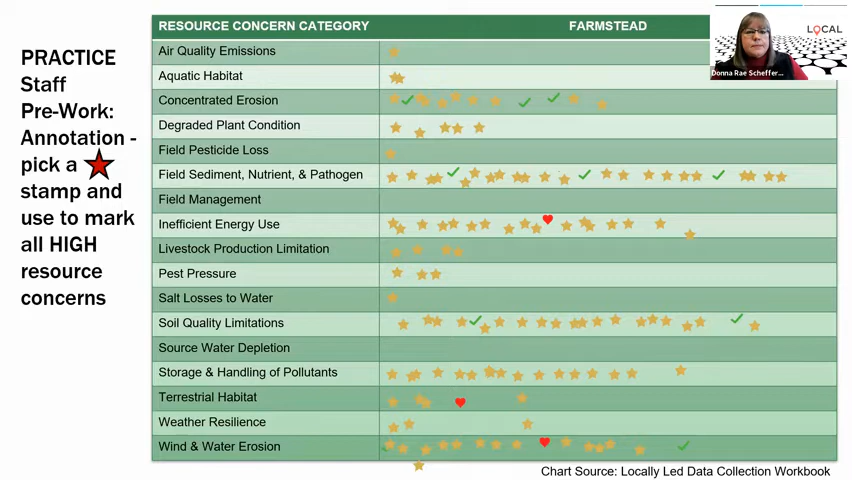 RESOURCE CONCERN CATEGORY FARMSTEAD
LOCAL
Donna Rae Scheffer...
PRACTICE
Staff
Pre-Work:
Annotation -
pick a
stamp and
use to mark
all HIGH
resource
concerns
Air Quality Emissions
Aquatic Habitat
Concentrated Erosion
Degraded Plant Condition
Field Pesticide Loss
Field Sediment, Nutrient, & Pathogen
Field Management
Inefficient Energy Use
Livestock Production Limitation
Pest Pressure
Salt Losses to Water
Soil Quality Limitations
Source Water Depletion
Storage & Handling of Pollutants
Terrestrial Habitat
Weather Resilience
Wind & Water Erosion
Chart Source: Locally Led Data Collection Workbook